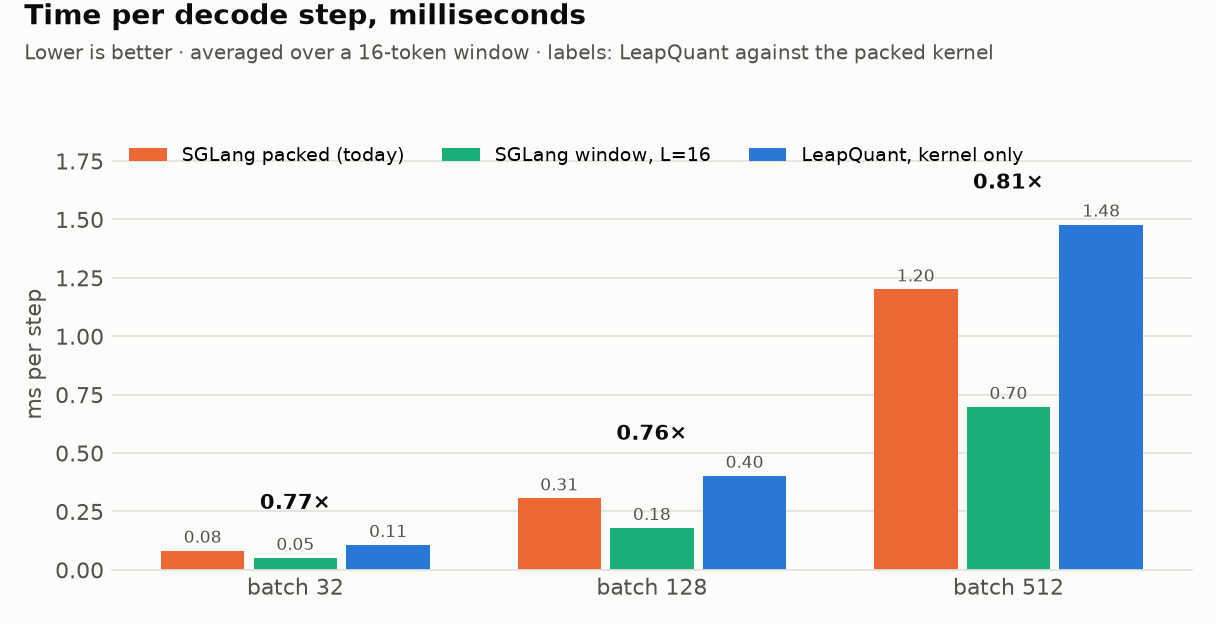 Time per decode step, milliseconds
Lower is better · averaged over a 16-token window · labels: LeapQuant against the packed kernel
SGLang packed (today) SGLang window, L=16 LeapQuant, kernel only
ms per step
1.75
1.50
1.25
1.00
0.75
0.50
0.25
0.00
0.77×
0.08 0.05 0.11
0.76×
0.31 0.18 0.40
0.81×
1.20 0.70 1.48
batch 32 batch 128 batch 512